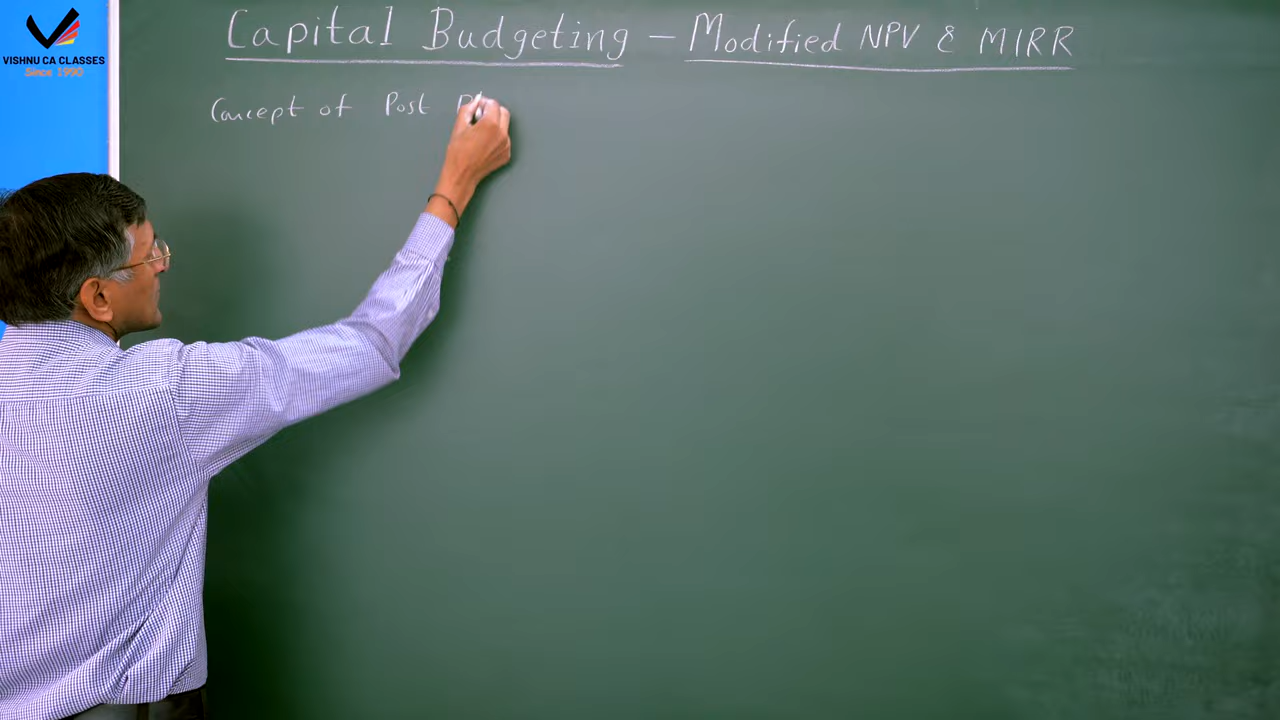 VISHNU CA CLASSES
Since 1990
Capital Budgeting – Modified NPV & MIRR
Concept of Post